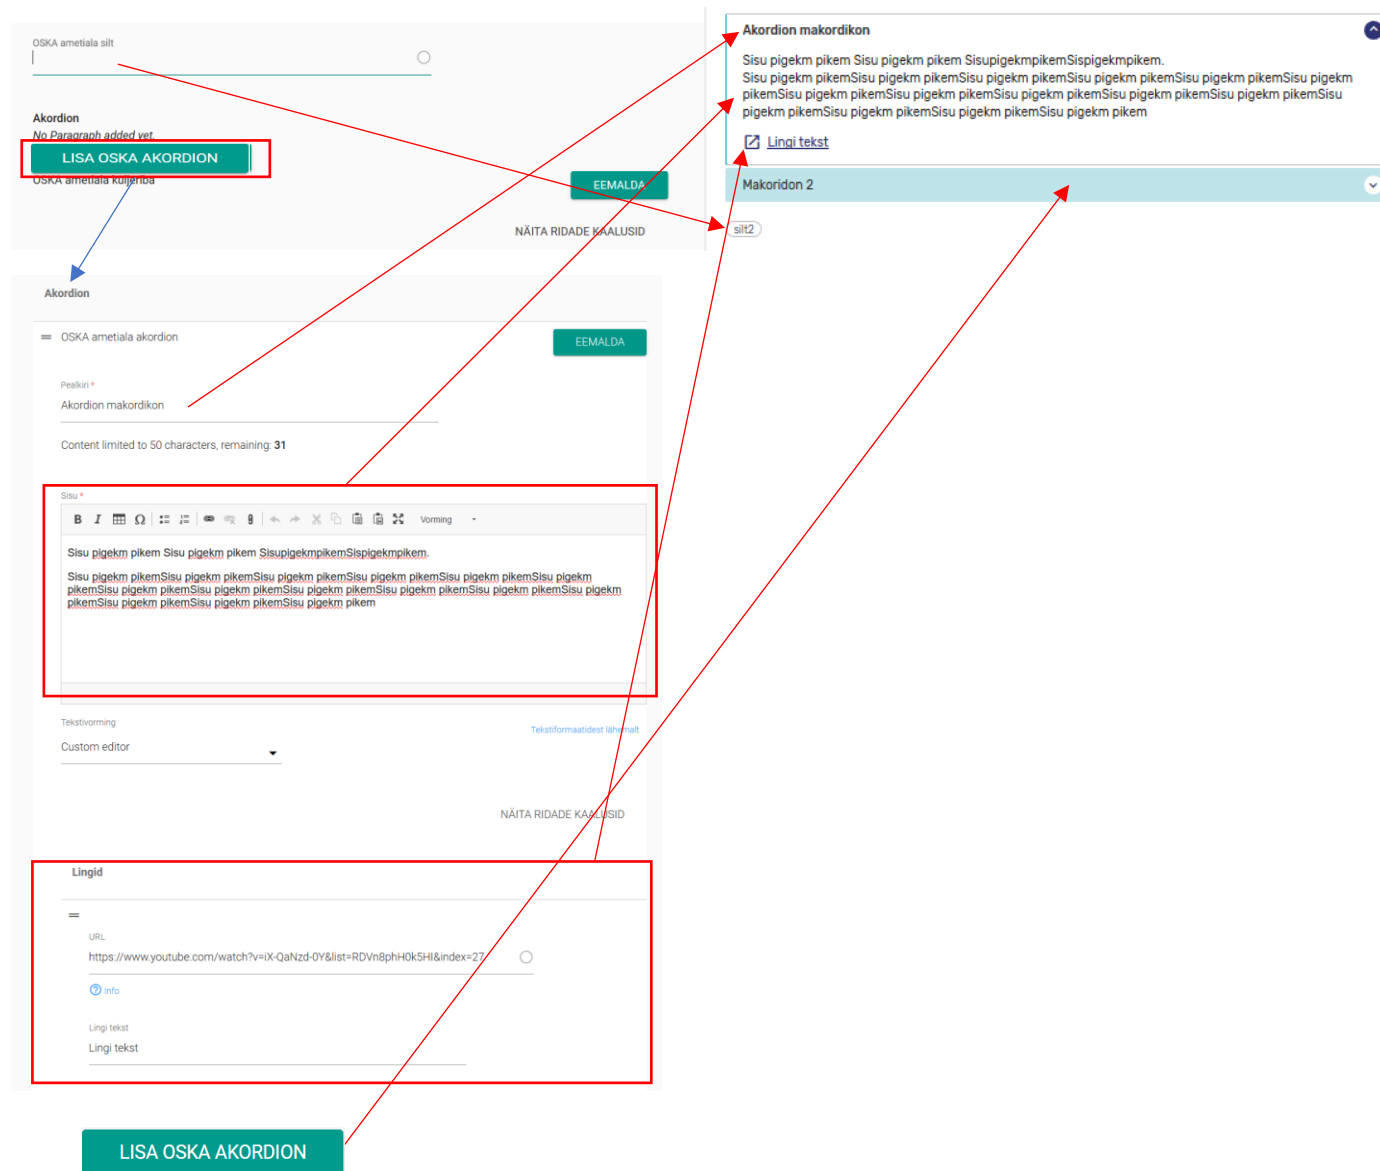 OSKA ametiala silt
Akordion
No Paragraph added yet.
LISA OSKA AKORDION
OSKA ametiala küljeriba
EEMALDA
NÄITA RIDADE KAALUSID
Akordion
OSKA ametiala akordion
EEMALDA
Pealkiri *
Akordion makordikon
Content limited to 50 characters, remaining: 31
Sisu *
B I Ω Vorming
Sisu pigekm pikem Sisu pigekm pikem SisupigekmpikemSispigekmpikem.
Sisu pigekm pikemSisu pigekm pikemSisu pigekm pikemSisu pigekm pikemSisu pigekm pikemSisu pigekm
pikemSisu pigekm pikemSisu pigekm pikemSisu pigekm pikemSisu pigekm pikemSisu pigekm pikemSisu pigekm
pikemSisu pigekm pikemSisu pigekm pikemSisu pigekm pikem
Tekstivorming
Tekstiformaatidest lähemalt
Custom editor
NÄITA RIDADE KAALUSID
Lingid
URL
https://www.youtube.com/watch?v=iX-QaNzd-0Y&list=RDVn8phH0k5HI&index=27
Info
Lingi tekst
Lingi tekst
LISA OSKA AKORDION
Akordion makordikon
Sisu pigekm pikem Sisu pigekm pikem SisupigekmpikemSispigekmpikem.
Sisu pigekm pikemSisu pigekm pikemSisu pigekm pikemSisu pigekm pikemSisu pigekm pikemSisu pigekm
pikemSisu pigekm pikemSisu pigekm pikemSisu pigekm pikemSisu pigekm pikemSisu pigekm pikemSisu
pigekm pikemSisu pigekm pikemSisu pigekm pikemSisu pigekm pikem
Lingi tekst
Makoridon 2
silt2